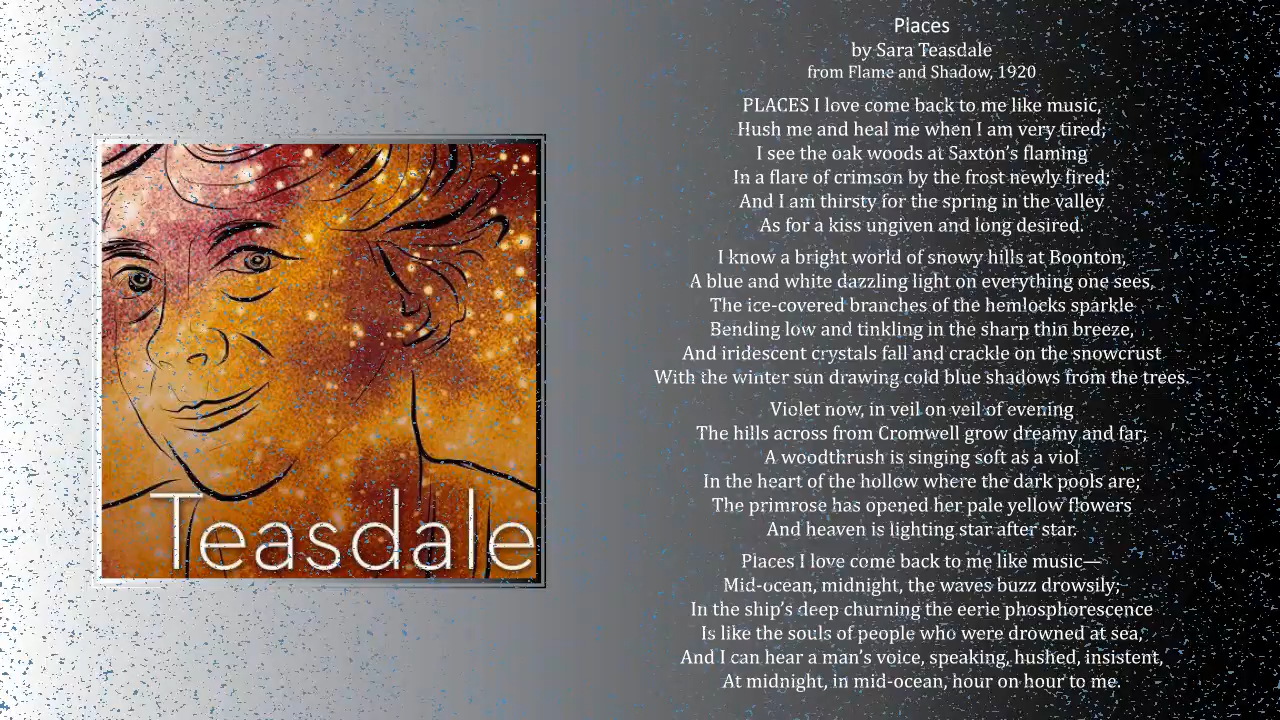 Places
by Sara Teasdale
from Flame and Shadow, 1920
PLACES I love come back to me like music,
Hush me and heal me when I am very tired;
I see the oak woods at Saxton's flaming
In a flare of crimson by the frost newly fired;
And I am thirsty for the spring in the valley
As for a kiss ungiven and long desired.
I know a bright world of snowy hills at Boonton,
A blue and white dazzling light on everything one sees,
The ice-covered branches of the hemlocks sparkle
Bending low and tinkling in the sharp thin breeze,
And iridescent crystals fall and crackle on the snowcrust
With the winter sun drawing cold blue shadows from the trees.
Violet now, in veil on veil of evening
The hills across from Cromwell grow dreamy and far;
A woodthrush is singing soft as a viol
In the heart of the hollow where the dark pools are;
The primrose has opened her pale yellow flowers
And heaven is lighting star after star.
Places I love come back to me like music—
Mid-ocean, midnight, the waves buzz drowsily;
In the ship's deep churning the eerie phosphorescence
Is like the souls of people who were drowned at sea,
And I can hear a man's voice, speaking, hushed, insistent,
At midnight, in mid-ocean, hour on hour to me.
Teasdale